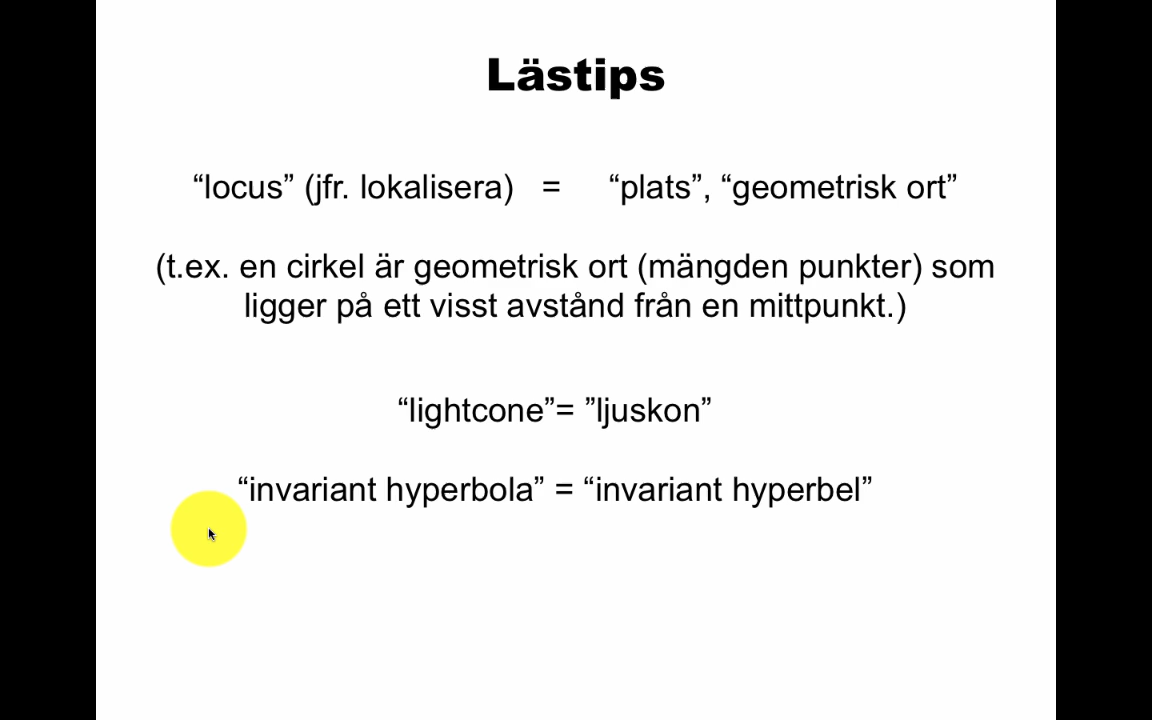 Lästips
“locus” (jfr. lokalisera) = “plats”, “geometrisk ort”
(t.ex. en cirkel är geometrisk ort (mängden punkter) som
ligger på ett visst avstånd från en mittpunkt.)
“lightcone”= ”ljuskon”
“invariant hyperbola” = “invariant hyperbel”